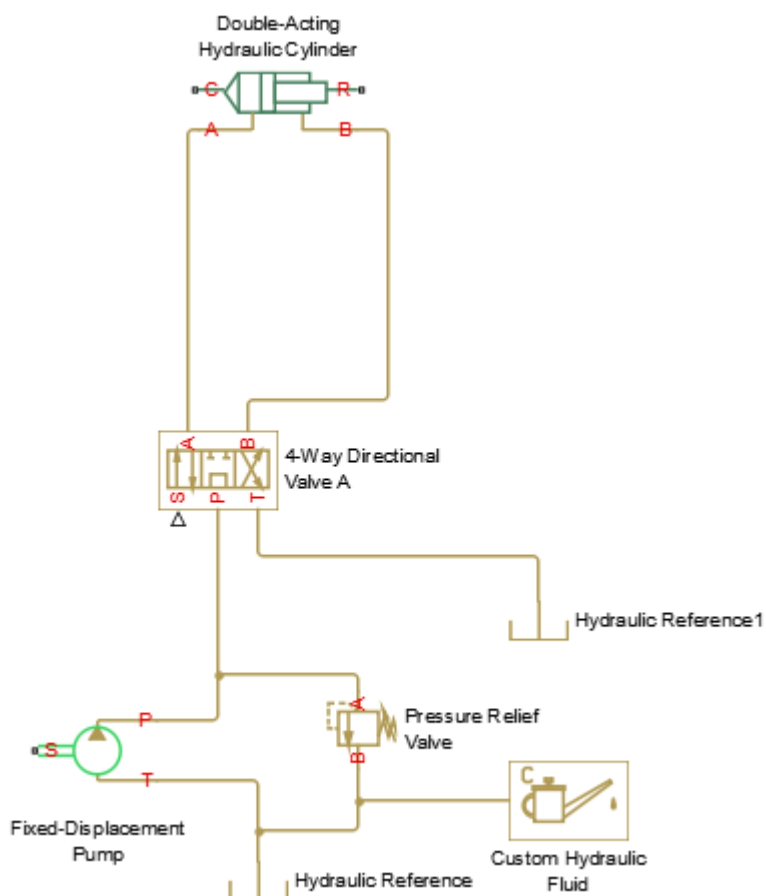 Double-Acting
Hydraulic Cylinder
C
R
A
B
A
B
4-Way Directional
Valve A
S
P
T
Hydraulic Reference1
A
P
Pressure Relief
Valve
S
B
C
T
Fixed-Displacement
Pump
Custom Hydraulic
Fluid
Hydraulic Reference